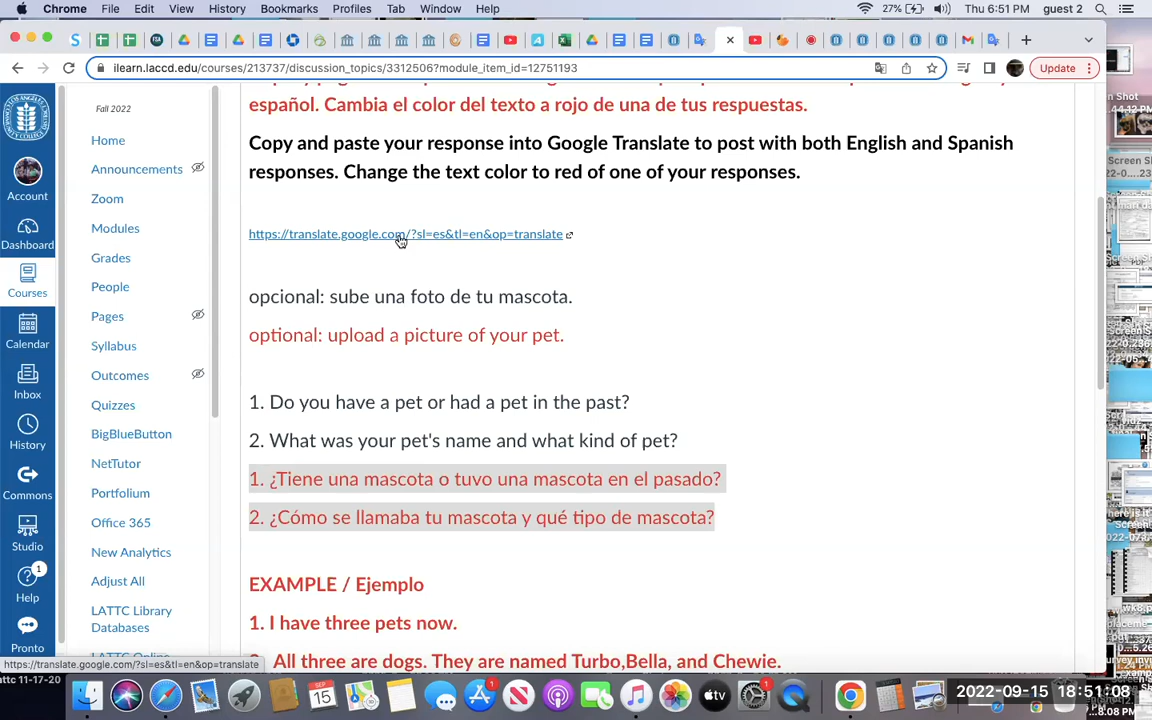 Chrome File Edit View History Bookmarks Profiles Tab Window Help 27% Thu 6:51 PM guest 2
ilearn.laccd.edu/courses/213737/discussion_topics/3312506?module_item_id=12751193 Update
Fall 2022
Home
Announcements
Zoom
Modules
Grades
People
Pages
Syllabus
Outcomes
Quizzes
BigBlueButton
NetTutor
Portfolium
Office 365
New Analytics
Adjust All
LATTC Library
Databases
Account
Dashboard
Courses
Calendar
Inbox
History
Commons
Studio
1
Help
Pronto
español. Cambia el color del texto a rojo de una de tus respuestas.
Copy and paste your response into Google Translate to post with both English and Spanish
responses. Change the text color to red of one of your responses.
https://translate.google.com/?sl=es&tl=en&op=translate
opcional: sube una foto de tu mascota.
optional: upload a picture of your pet.
1. Do you have a pet or had a pet in the past?
2. What was your pet's name and what kind of pet?
1. ¿Tiene una mascota o tuvo una mascota en el pasado?
2. ¿Cómo se llamaba tu mascota y qué tipo de mascota?
EXAMPLE / Ejemplo
1. I have three pets now.
2. All three are dogs. They are named Turbo,Bella, and Chewie.
https://translate.google.com/?sl=es&tl=en&op=translate
attc 11-17-20
SEP
15
tv
2022-09-15 18:51:08